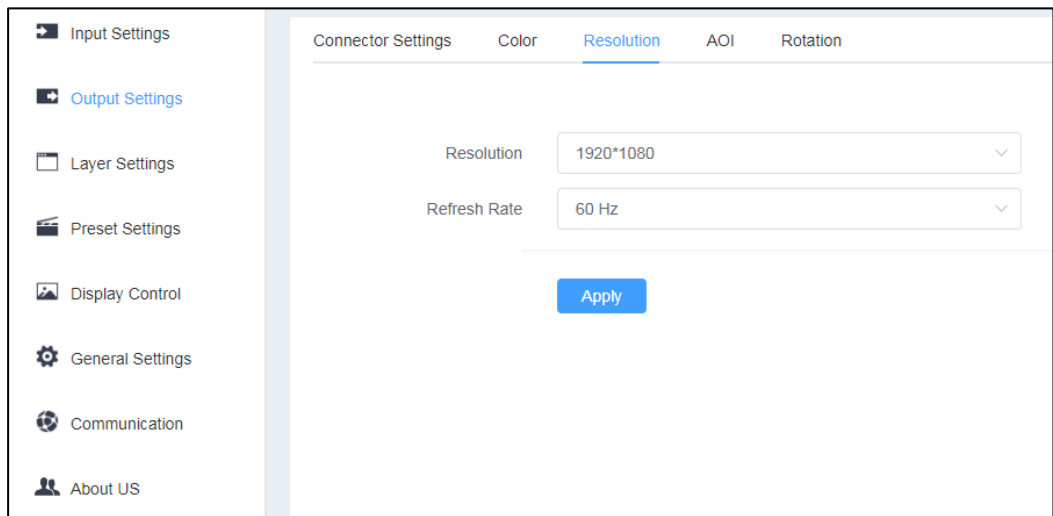 Input Settings
Output Settings
Layer Settings
Preset Settings
Display Control
General Settings
Communication
About US
Connector Settings Color Resolution AOI Rotation
Resolution 1920*1080
Refresh Rate 60 Hz
Apply